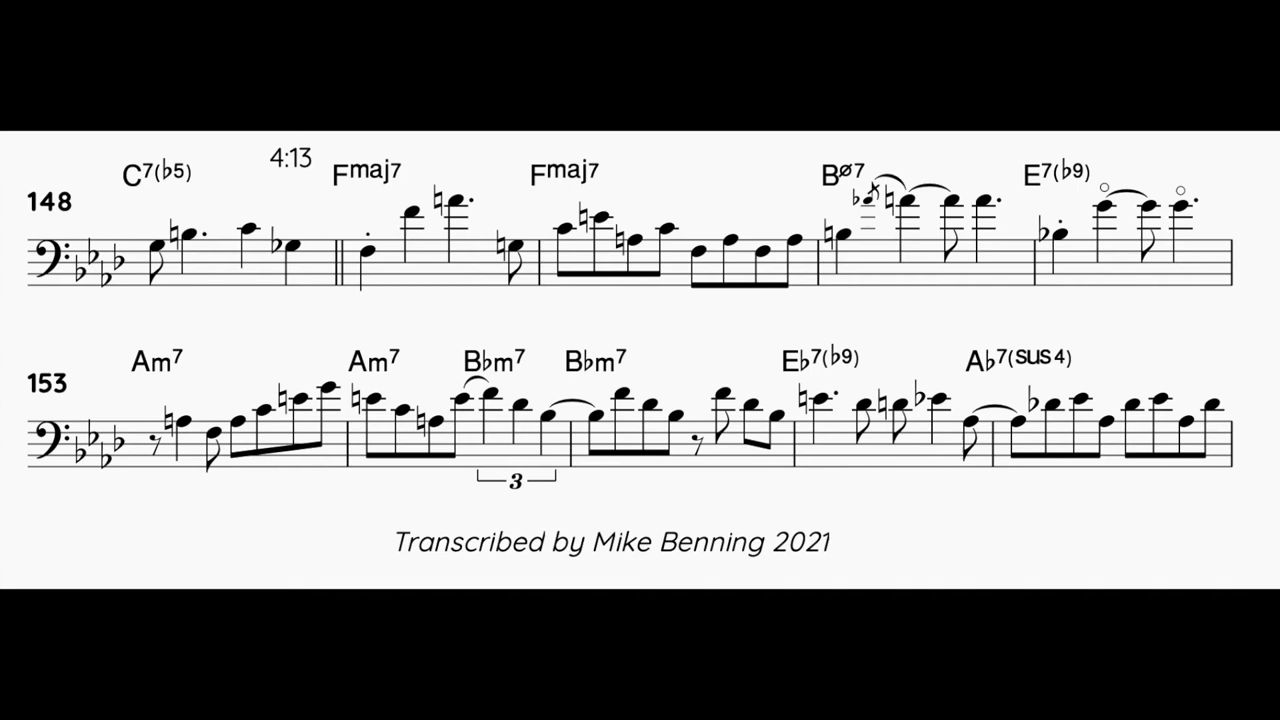 C7(♭5) 4:13 Fmaj7 Fmaj7 Bø7 E7(♭9)
148
Am7 Am7 B♭m7 B♭m7 E♭7(♭9) A♭7(sus4)
153
3
Transcribed by Mike Benning 2021